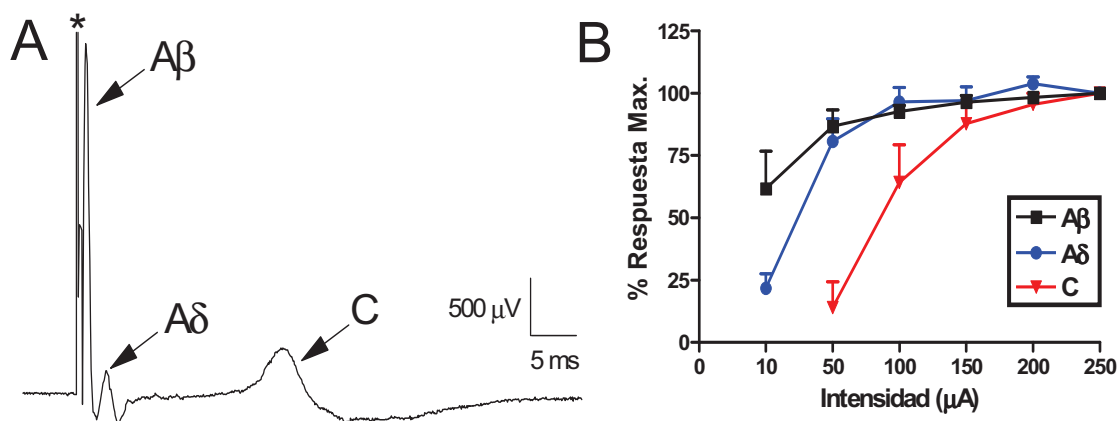 A
*
Aβ
Aδ
C
500 μV
5 ms
B
% Respuesta Max.
125
100
75
50
25
0
0 10 50 100 150 200 250
Intensidad (μA)
Aβ
Aδ
C